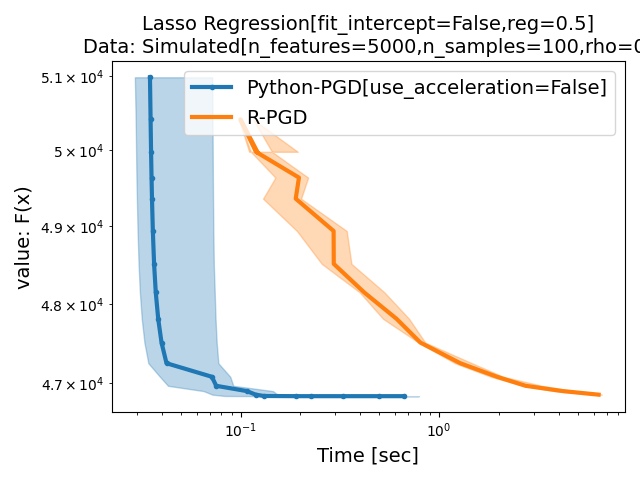 Lasso Regression[fit_intercept=False,reg=0.5]
Data: Simulated[n_features=5000,n_samples=100,rho=0
Python-PGD[use_acceleration=False]
R-PGD
value: F(x)
5.1 × 10⁴
5 × 10⁴
4.9 × 10⁴
4.8 × 10⁴
4.7 × 10⁴
10⁻¹
10⁰
Time [sec]